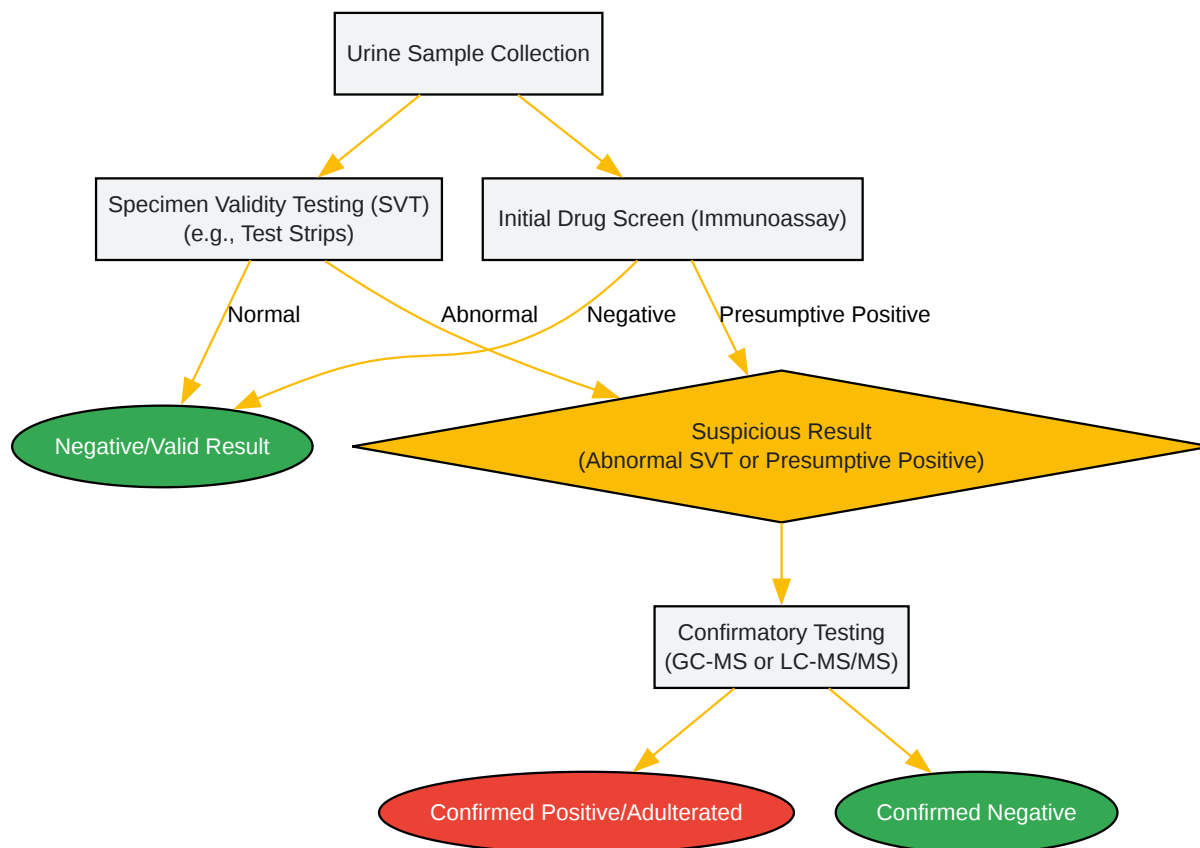 Urine Sample Collection
Specimen Validity Testing (SVT)
(e.g., Test Strips)
Initial Drug Screen (Immunoassay)
Normal
Abnormal
Negative
Presumptive Positive
Negative/Valid Result
Suspicious Result
(Abnormal SVT or Presumptive Positive)
Confirmatory Testing
(GC-MS or LC-MS/MS)
Confirmed Positive/Adulterated
Confirmed Negative